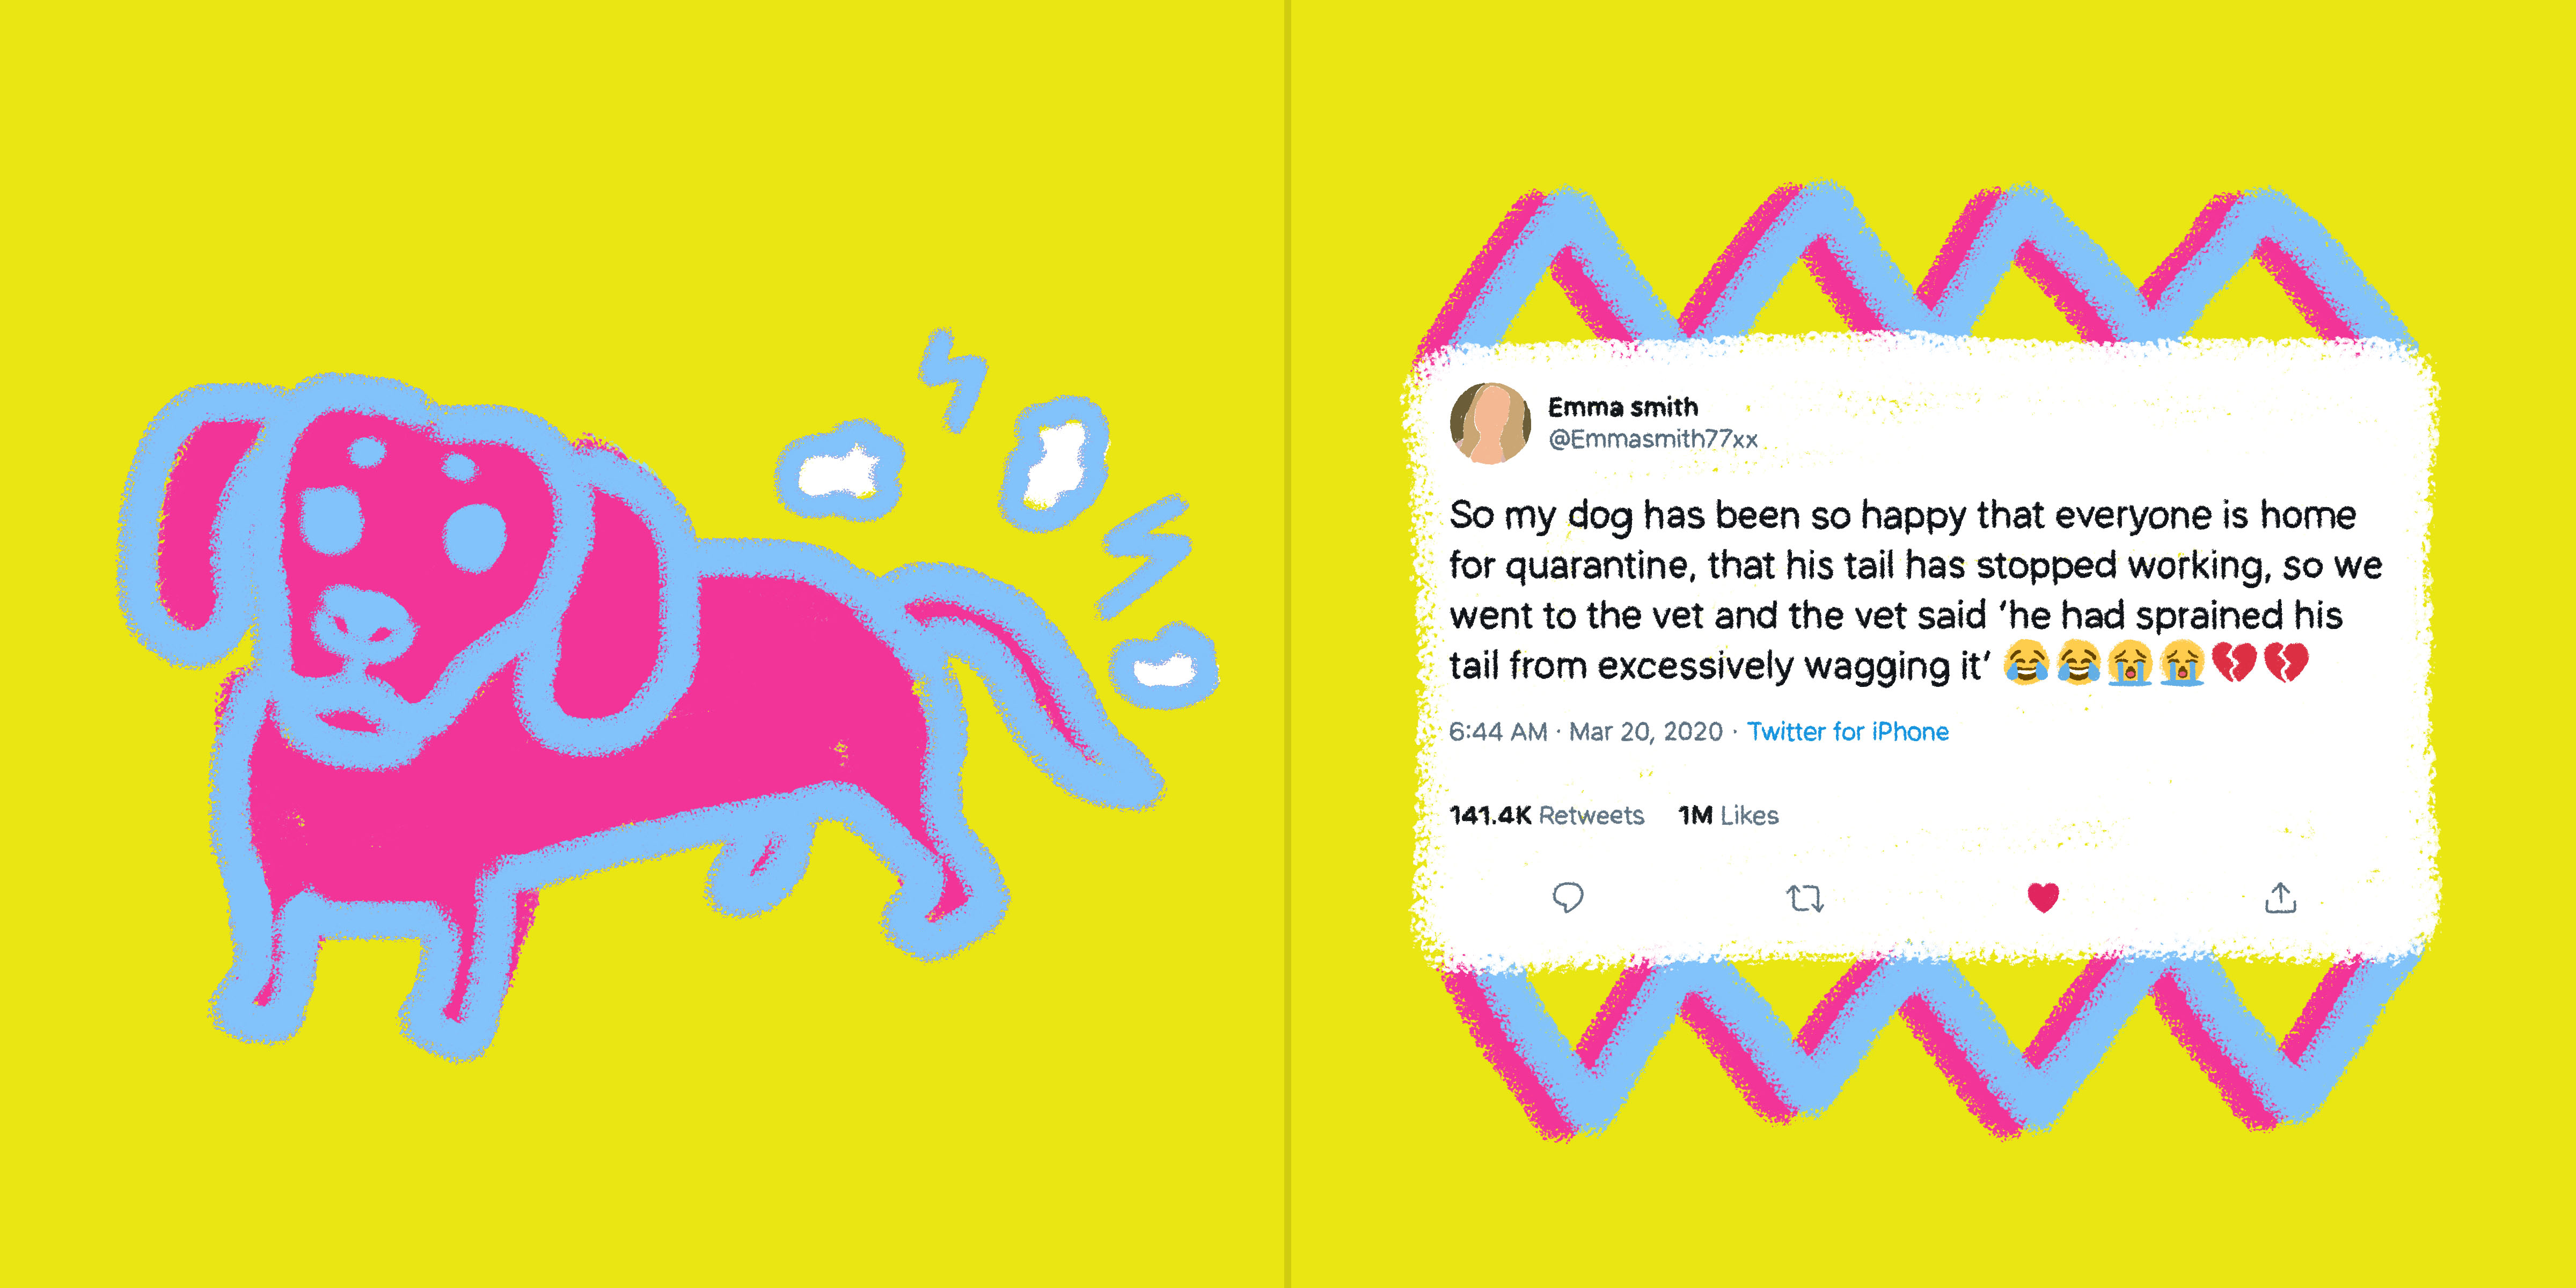 Emma smith
@Emmasmith77xx
So my dog has been so happy that everyone is home
for quarantine, that his tail has stopped working, so we
went to the vet and the vet said ‘he had sprained his
tail from excessively wagging it’ 😂😂😭😭💔💔
6:44 AM · Mar 20, 2020 · Twitter for iPhone
141.4K Retweets 1M Likes